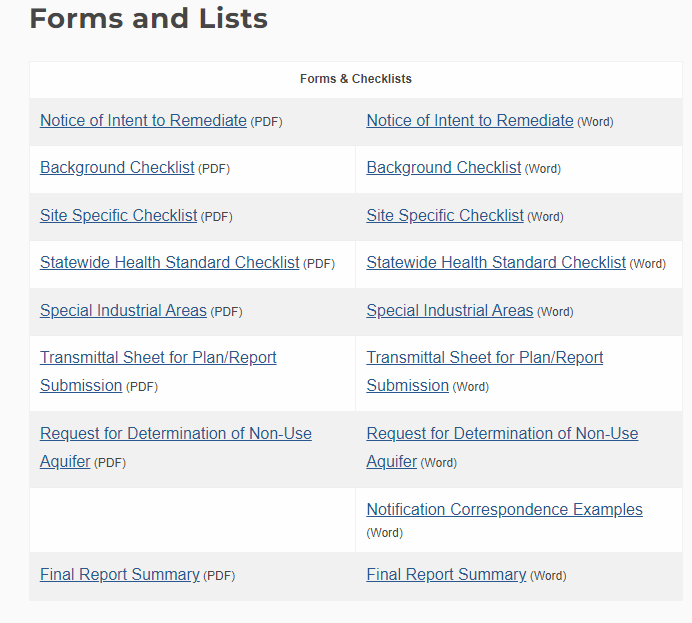 Forms and Lists
Forms & Checklists
Notice of Intent to Remediate (PDF)
Notice of Intent to Remediate (Word)
Background Checklist (PDF)
Background Checklist (Word)
Site Specific Checklist (PDF)
Site Specific Checklist (Word)
Statewide Health Standard Checklist (PDF)
Statewide Health Standard Checklist (Word)
Special Industrial Areas (PDF)
Special Industrial Areas (Word)
Transmittal Sheet for Plan/Report
Submission (PDF)
Transmittal Sheet for Plan/Report
Submission (Word)
Request for Determination of Non-Use
Aquifer (PDF)
Request for Determination of Non-Use
Aquifer (Word)
Notification Correspondence Examples
(Word)
Final Report Summary (PDF)
Final Report Summary (Word)